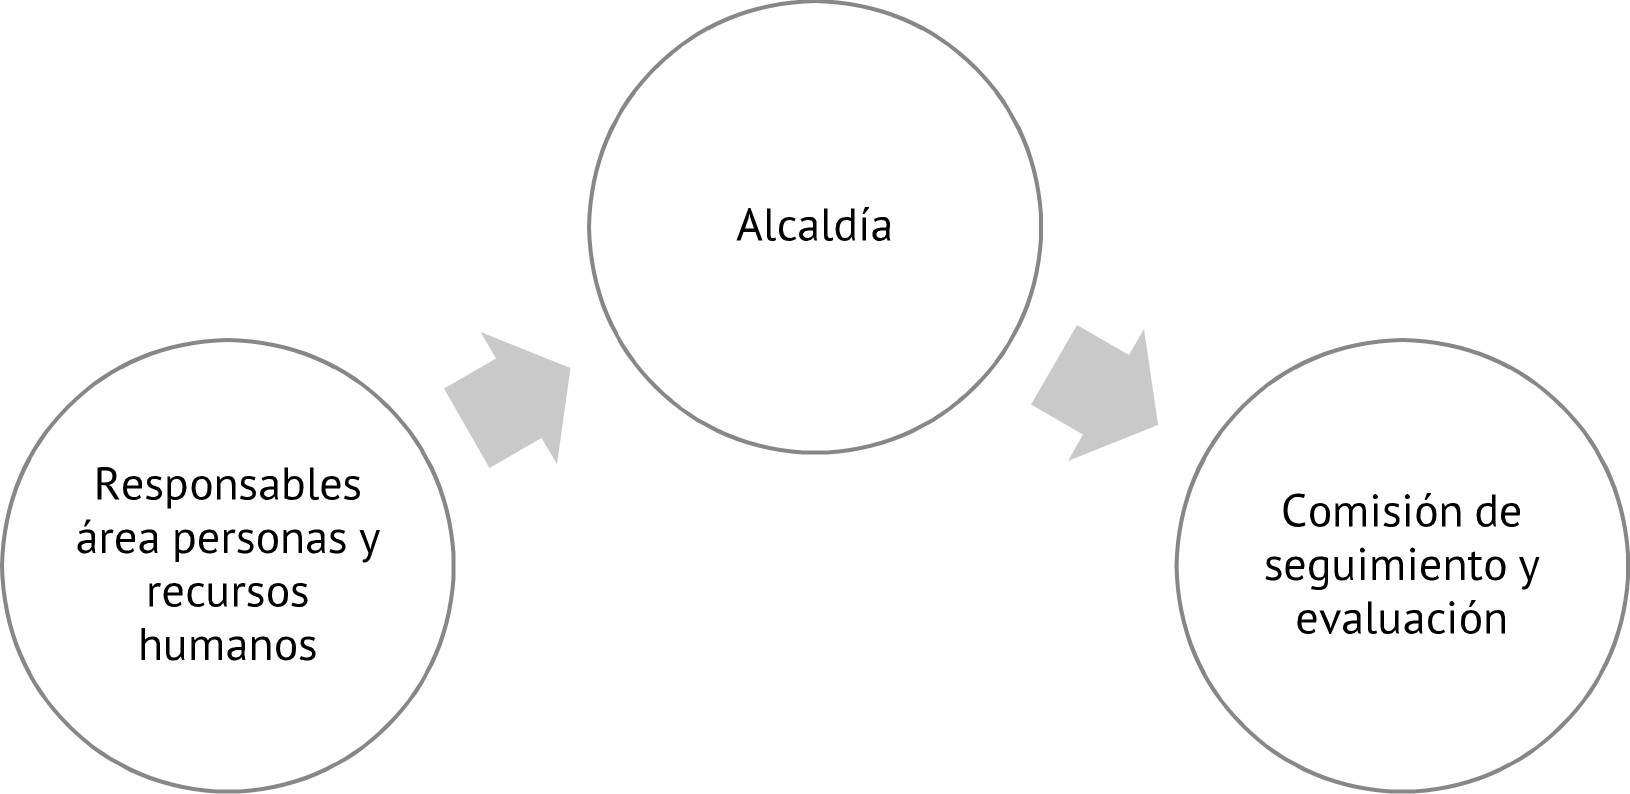 Responsables
área personas y
recursos
humanos
Alcaldía
Comisión de
seguimiento y
evaluación